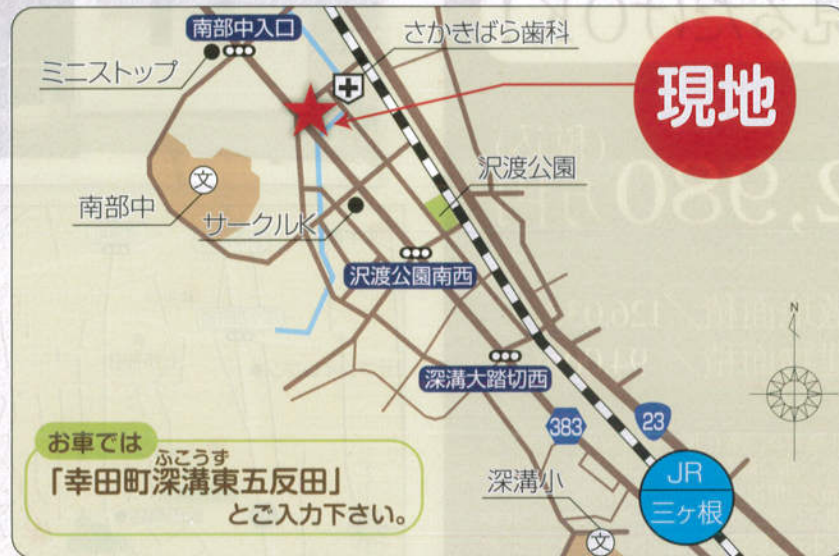 南部中入口
さかきばら歯科
ミニストップ
現地
沢渡公園
文
南部中
サークルK
沢渡公園南西
N
深溝大踏切西
383
23
お車では
ふこうず
「幸田町深溝東五反田」
とご入力下さい。
深溝小
JR
三ヶ根
文
2,980